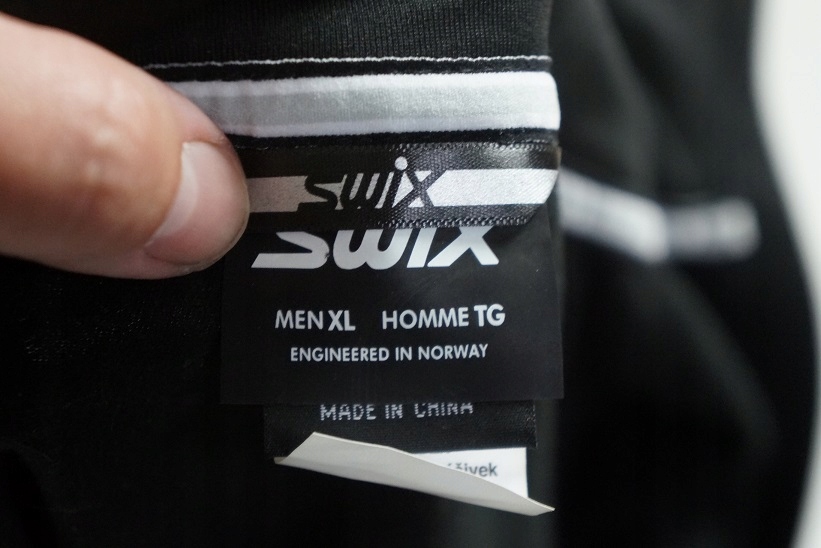 swix
swix
MEN XL HOMME TG
ENGINEERED IN NORWAY
MADE IN CHINA